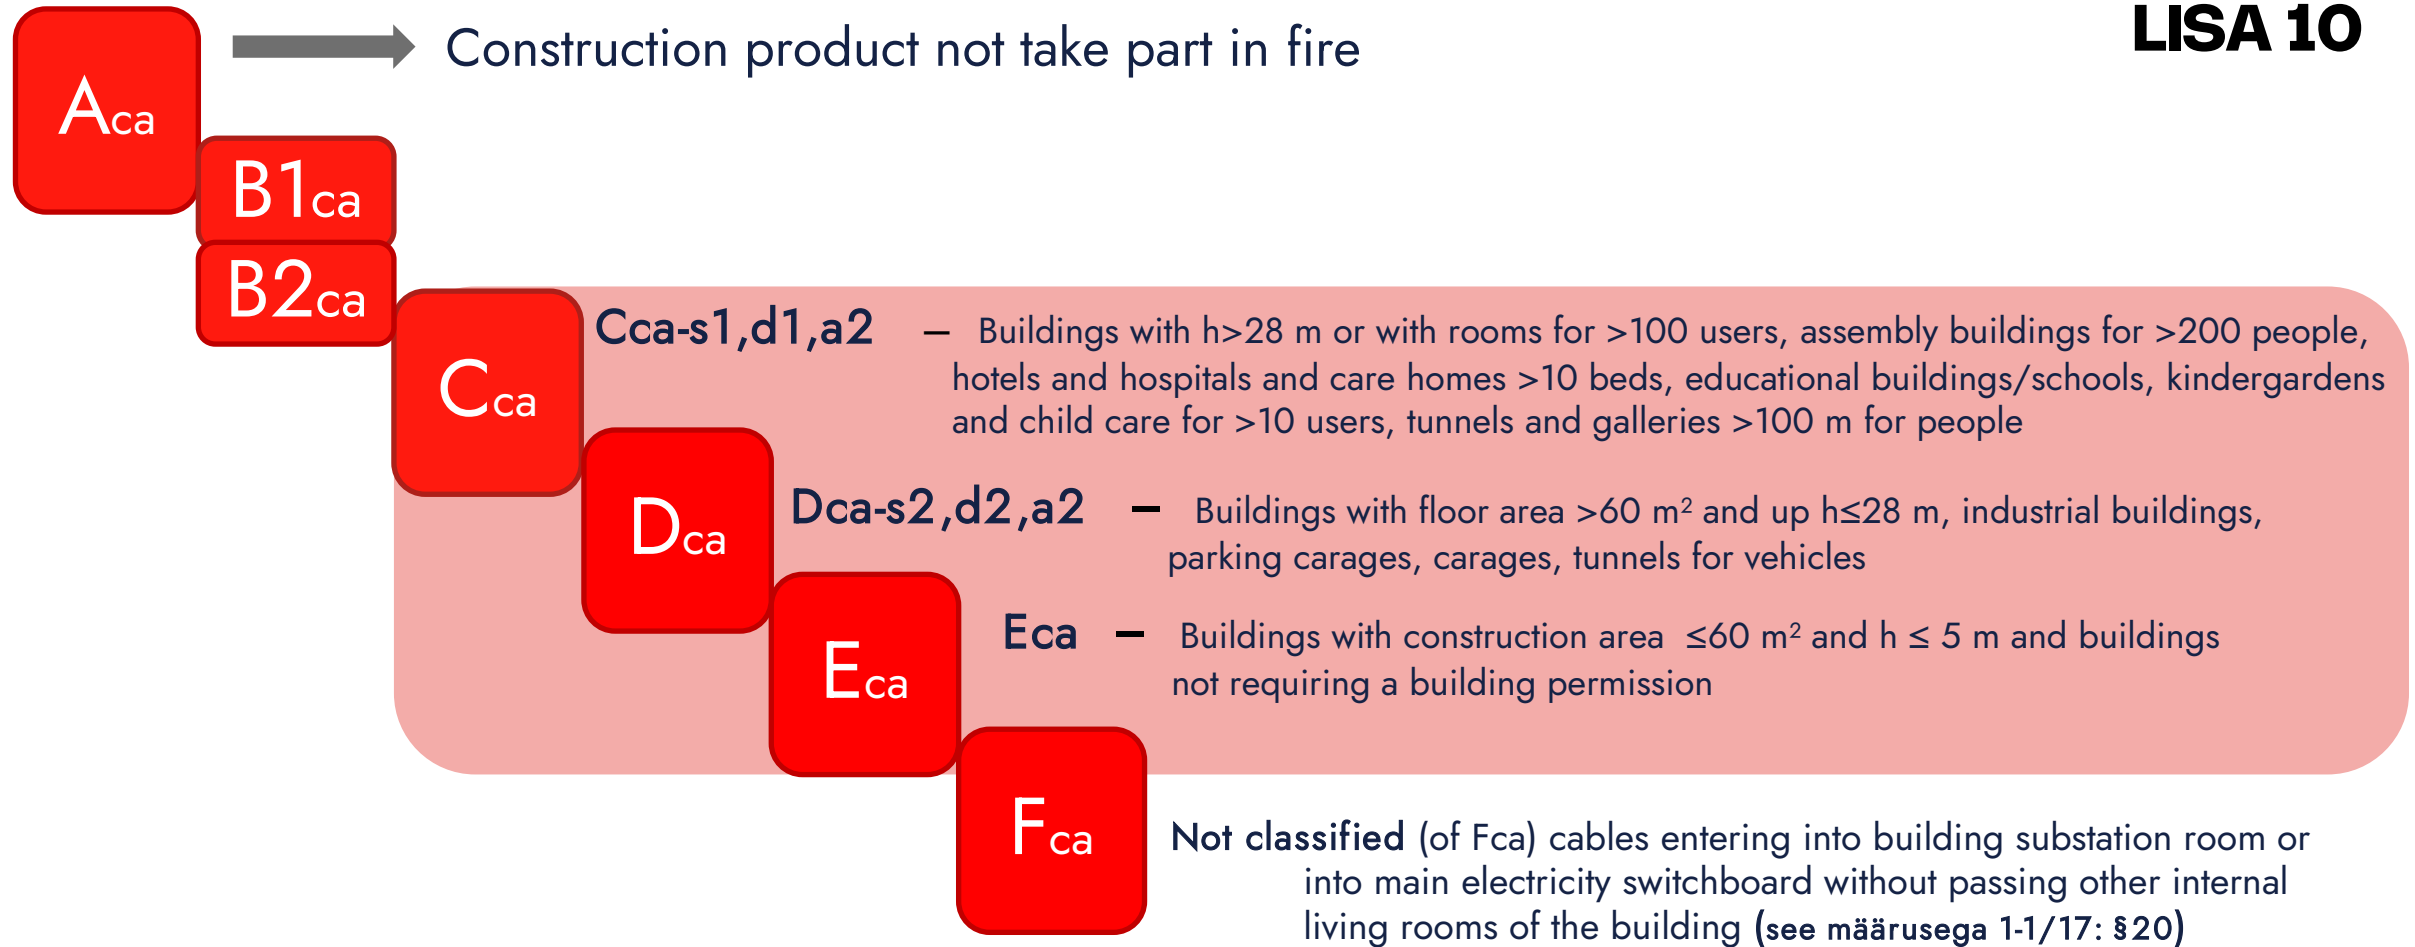 LISA 10
Aca
Construction product not take part in fire
B1ca
B2ca
Cca
Cca-s1,d1,a2 – Buildings with h>28 m or with rooms for >100 users, assembly buildings for >200 people,
hotels and hospitals and care homes >10 beds, educational buildings/schools, kindergardens
and child care for >10 users, tunnels and galleries >100 m for people
Dca
Dca-s2,d2,a2 – Buildings with floor area >60 m² and up h≤28 m, industrial buildings,
parking carages, carages, tunnels for vehicles
Eca
Eca – Buildings with construction area ≤60 m² and h ≤ 5 m and buildings
not requiring a building permission
Fca
Not classified (of Fca) cables entering into building substation room or
into main electricity switchboard without passing other internal
living rooms of the building (see määrusega 1-1/17: §20)